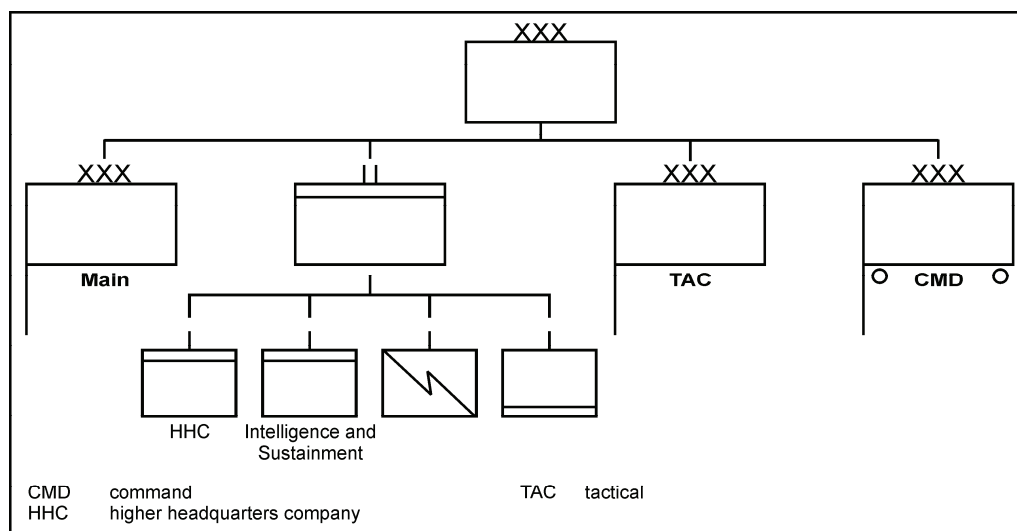 XXX
XXX
II
XXX
XXX
Main
TAC
CMD
I
I
I
I
HHC
Intelligence and
Sustainment
CMD command
TAC tactical
HHC higher headquarters company